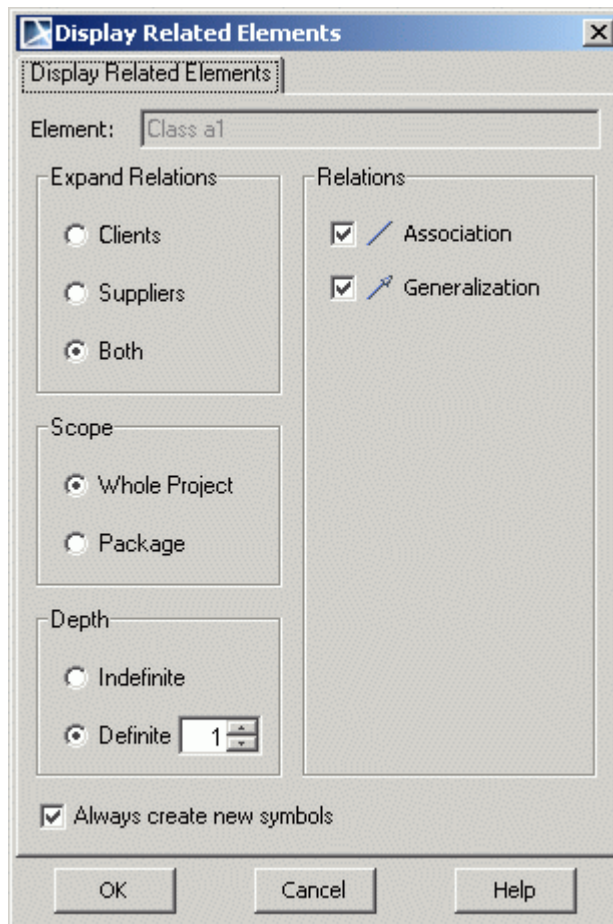 Display Related Elements
Display Related Elements
Element: Class a1
Expand Relations
Clients
Suppliers
Both
Scope
Whole Project
Package
Depth
Indefinite
Definite 1
Relations
Association
Generalization
Always create new symbols
OK Cancel Help